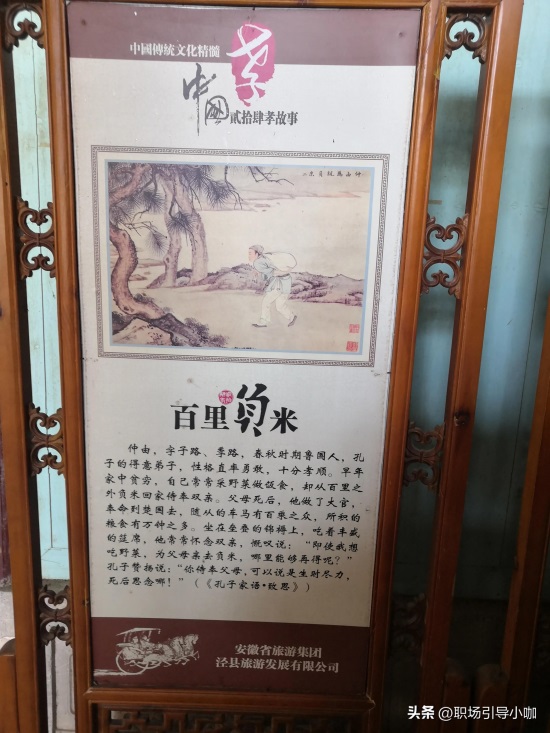 中國傳統文化精髓
孝
中國貳拾肆孝故事
仲由為親負米
百里负米
仲由，字子路、季路，春秋时期鲁国人，孔
子的得意弟子，性格直率勇敢，十分孝顺。早年
家中贫穷，自己常常采野菜做饭食，却从百里之
外负米回家侍奉双亲。父母死后，他做了大官，
奉命到楚国去，随从的车马有百乘之众，所积的
粮食有万钟之多。坐在垒叠的锦褥上，吃着丰盛
的筵席，他常常怀念双亲，慨叹说：“即使我想
吃野菜，为父母亲去负米，哪里能够再得呢？”
孔子赞扬说：“你侍奉父母，可以说是生时尽力，
死后思念哪！”（《孔子家语·致思》）
安徽省旅游集团
泾县旅游发展有限公司
头条 @职场引导小咖